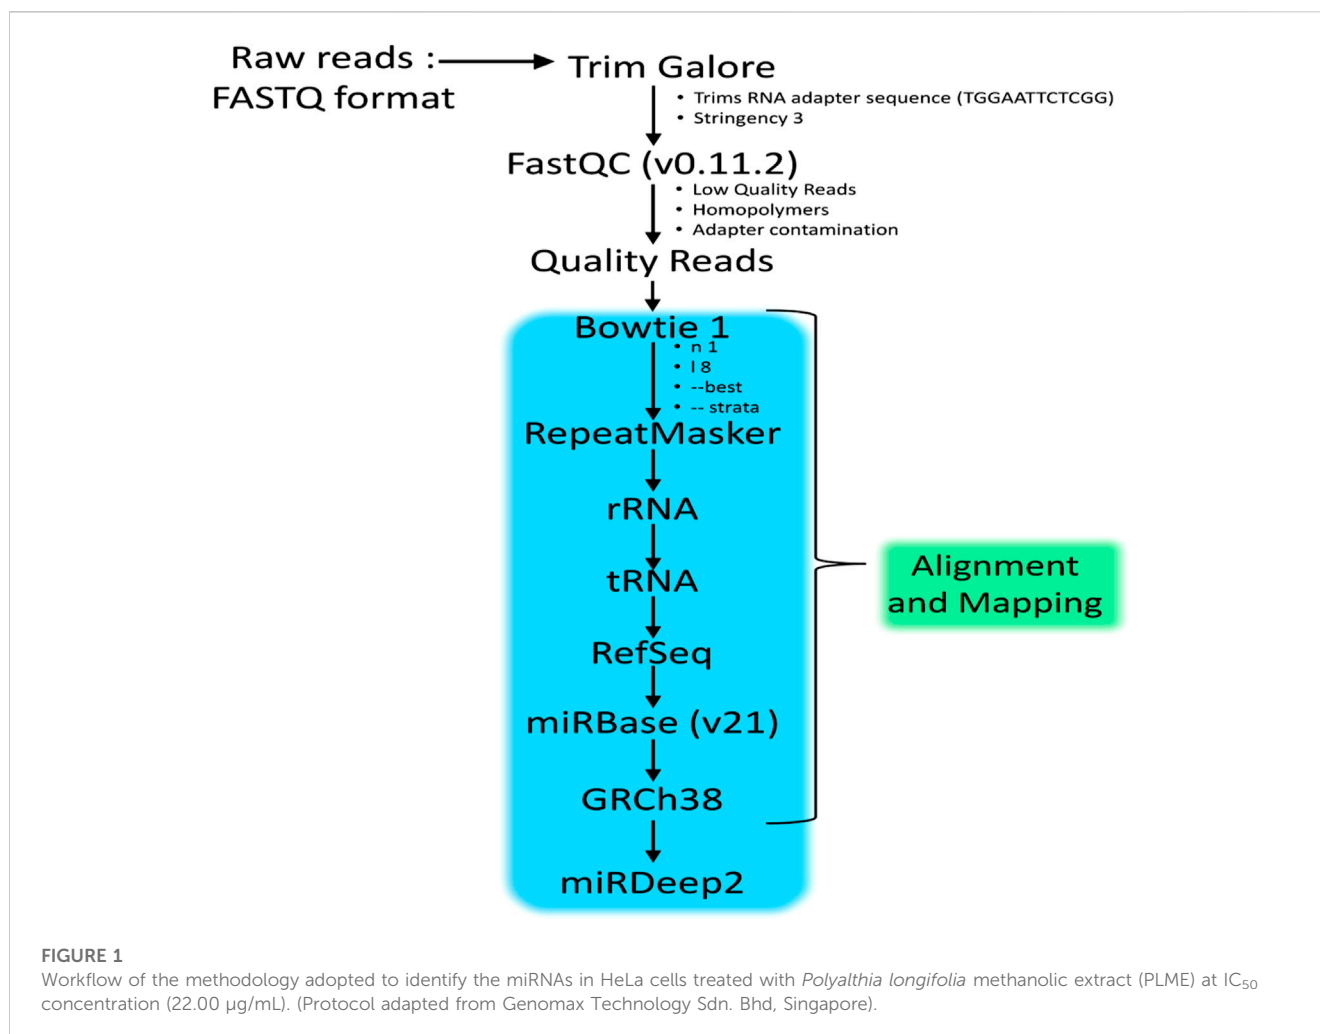 Raw reads :
FASTQ format
Trim Galore
• Trims RNA adapter sequence (TGGAATTCTCGG)
• Stringency 3
FastQC (v0.11.2)
• Low Quality Reads
• Homopolymers
• Adapter contamination
Quality Reads
Bowtie 1
• n 1
• l 8
• --best
• -- strata
RepeatMasker
rRNA
tRNA
RefSeq
miRBase (v21)
GRCh38
miRDeep2
Alignment
and Mapping
FIGURE 1
Workflow of the methodology adopted to identify the miRNAs in HeLa cells treated with Polyalthia longifolia methanolic extract (PLME) at IC50
concentration (22.00 µg/mL). (Protocol adapted from Genomax Technology Sdn. Bhd, Singapore).